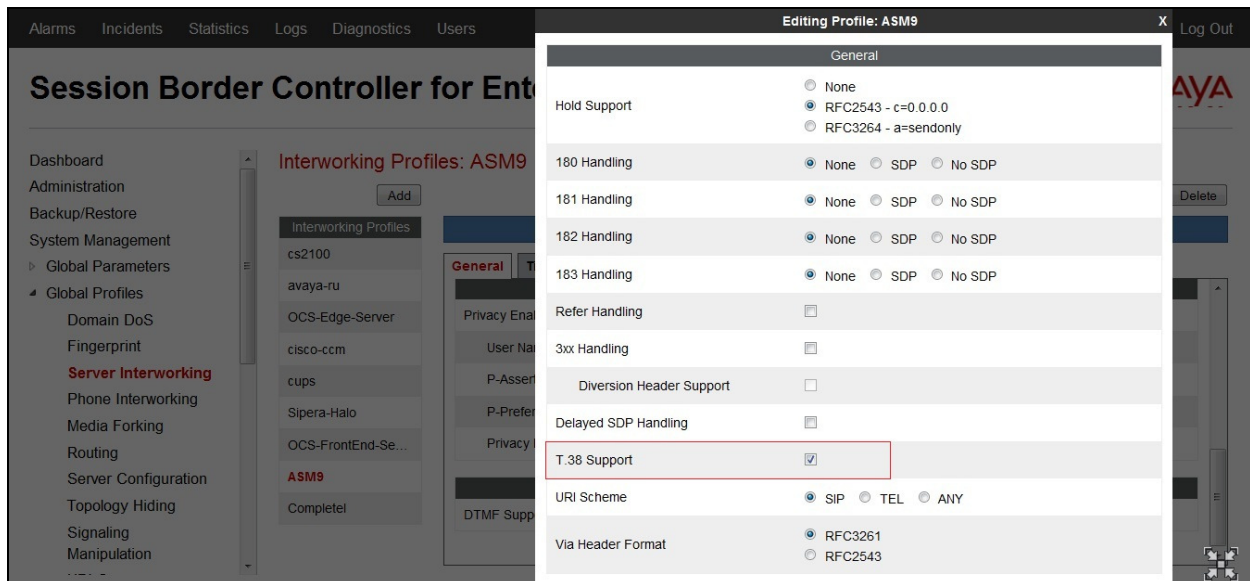 Alarms Incidents Statistics Logs Diagnostics Users
Log Out
Session Border Controller for Ent
AVAYA
Dashboard
Administration
Backup/Restore
System Management
Global Parameters
Global Profiles
Domain DoS
Fingerprint
Server Interworking
Phone Interworking
Media Forking
Routing
Server Configuration
Topology Hiding
Signaling
Manipulation
Interworking Profiles: ASM9
Add
Delete
Interworking Profiles
cs2100
avaya-ru
OCS-Edge-Server
cisco-ccm
cups
Sipera-Halo
OCS-FrontEnd-Se...
ASM9
Completel
General
Privacy Ena
User Na
P-Assert
P-Prefer
Privacy
DTMF Supp
Editing Profile: ASM9 X
General
Hold Support
None
RFC2543 - c=0.0.0.0
RFC3264 - a=sendonly
180 Handling None SDP No SDP
181 Handling None SDP No SDP
182 Handling None SDP No SDP
183 Handling None SDP No SDP
Refer Handling
3xx Handling
Diversion Header Support
Delayed SDP Handling
T.38 Support
URI Scheme SIP TEL ANY
Via Header Format
RFC3261
RFC2543